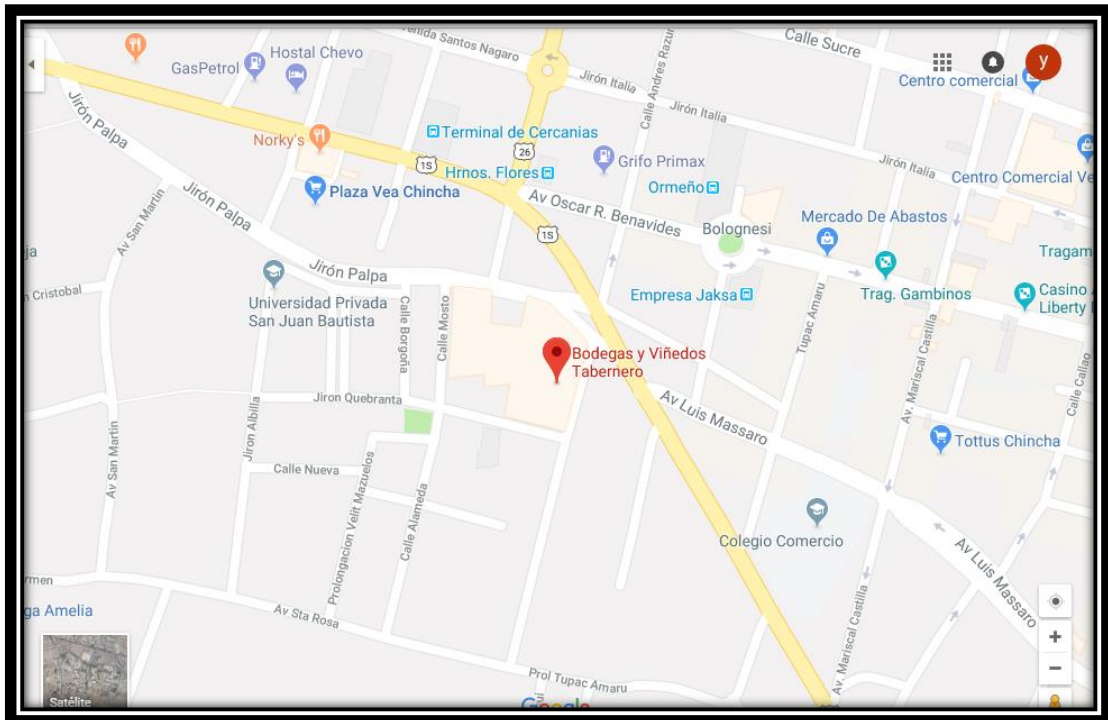 Calle Sucre
Hostal Chevo
GasPetrol
Jirón Italia
Calle Andres Razuri
Centro comercial
y
Jirón Italia
Jirón Palpa
Norky's
Terminal de Cercanias
1S
26
Hrnos. Flores
Grifo Primax
Jirón Italia
Plaza Vea Chincha
Ormeño
Centro Comercial Ve
Jirón Palpa
Av San Martin
Av Oscar R. Benavides
1S
Bolognesi
Mercado De Abastos
Tragam
Jirón Palpa
Universidad Privada
San Juan Bautista
Empresa Jaksa
Trag. Gambinos
Casino
Liberty
n Cristobal
Calle Borgoña
Calle Mosto
Tupac Amaru
Av. Mariscal Castilla
Bodegas y Viñedos
Tabernero
Calle Callao
Jiron Quebranta
Av Luis Massaro
Jiron Albilla
Av San Martin
Tottus Chincha
Calle Nueva
Prolongacion Velit Mazuelos
Calle Alameda
Colegio Comercio
Av Luis Massaro
rmen
ga Amelia
Av Sta Rosa
Av. Mariscal Castilla
Prol Tupac Amaru
ui
Satélite
Google
+
−